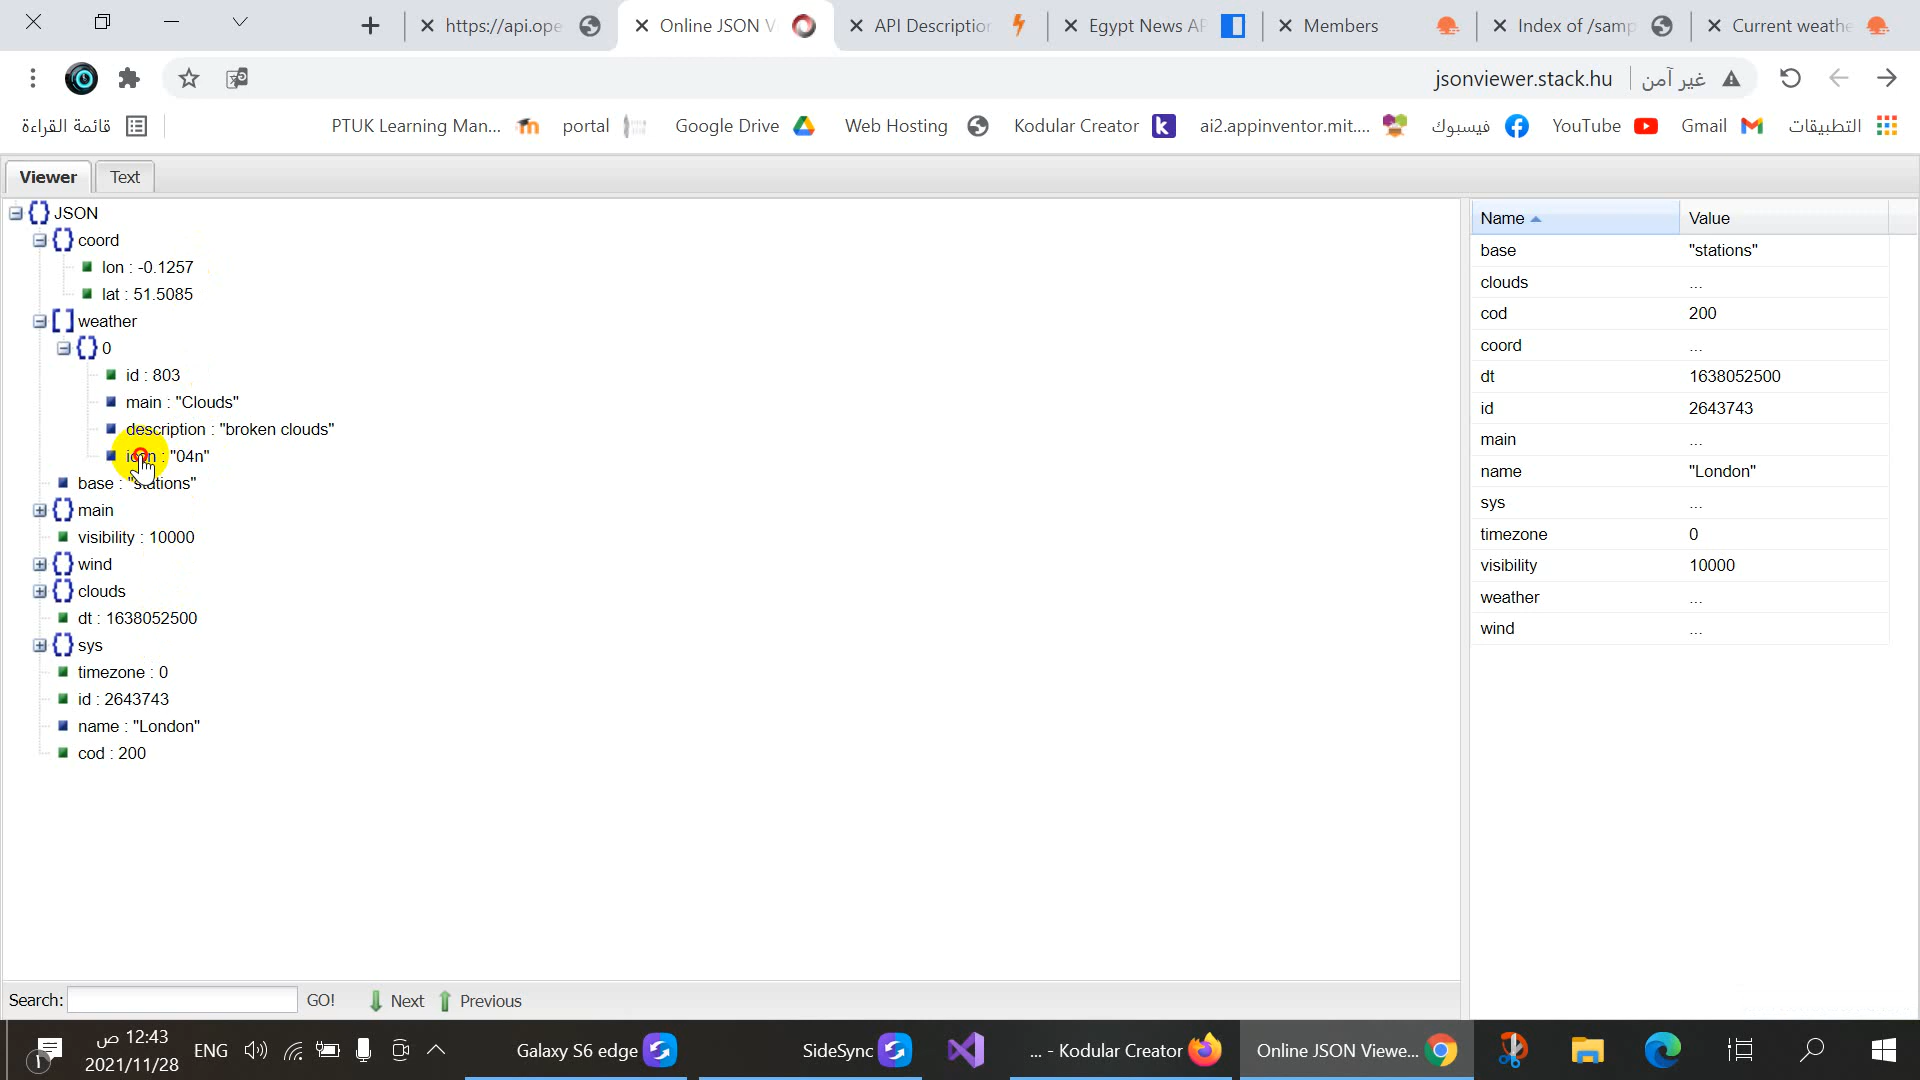 https://api.ope
Online JSON V
API Description
Egypt News AP
Members
Index of /samp
Current weathe
jsonviewer.stack.hu
غير آمن
قائمة القراءة
PTUK Learning Man...
portal
Google Drive
Web Hosting
Kodular Creator
ai2.appinventor.mit....
فيسبوك
YouTube
Gmail
التطبيقات
Viewer
Text
JSON
coord
lon : -0.1257
lat : 51.5085
weather
0
id : 803
main : "Clouds"
description : "broken clouds"
icon : "04n"
base : "stations"
main
visibility : 10000
wind
clouds
dt : 1638052500
sys
timezone : 0
id : 2643743
name : "London"
cod : 200
Name Value
base "stations"
clouds ...
cod 200
coord ...
dt 1638052500
id 2643743
main ...
name "London"
sys ...
timezone 0
visibility 10000
weather ...
wind ...
Search: GO! Next Previous
1
12:43 ص
2021/11/28
ENG
Galaxy S6 edge
SideSync
... - Kodular Creator
Online JSON Viewe...